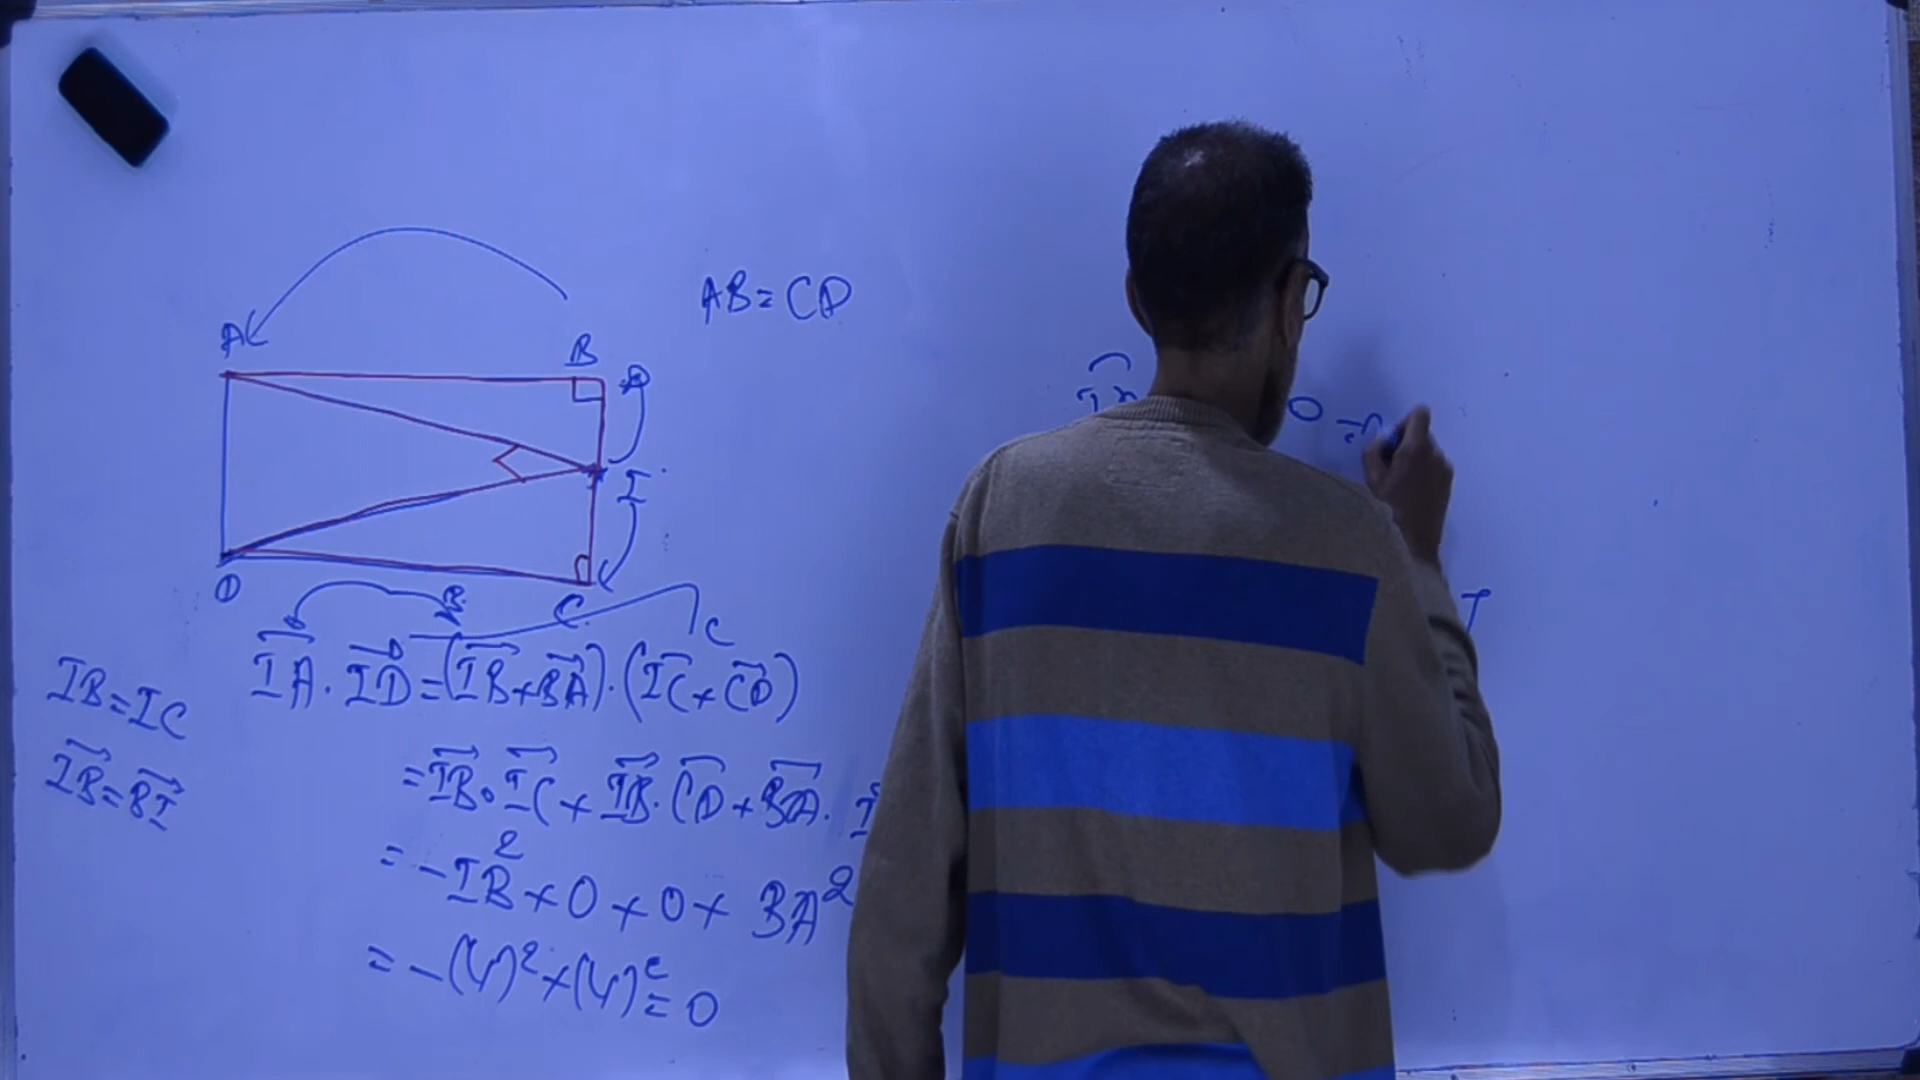 AB = CD
A
B
I
D
C
B
C
IB = IC
IA · ID = (IB + BA) · (IC + CD)
IB = BI
= IB · IC + IB · CD + BA ·
= -IB² + 0 + 0 + BA²
= -(4)² + (4)² = 0